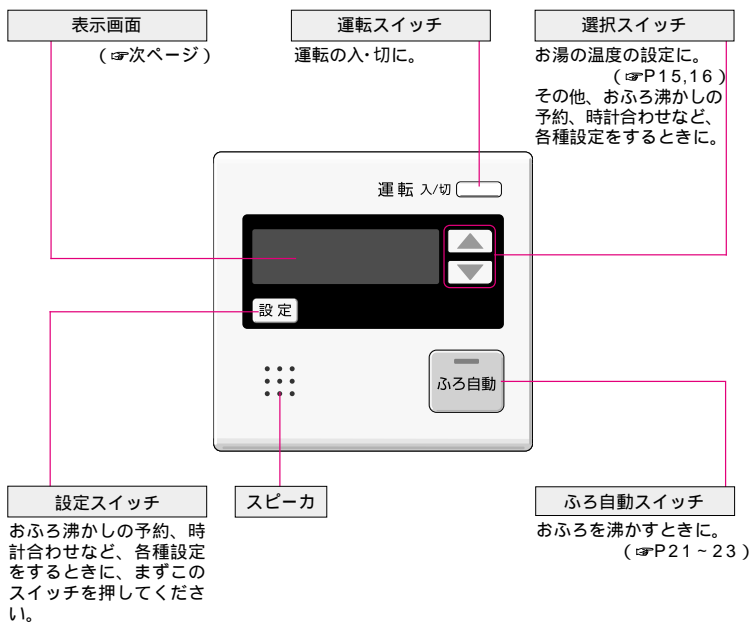 表示画面
（☞次ページ）
運転スイッチ
運転の入・切に。
選択スイッチ
お湯の温度の設定に。
（☞P15,16）
その他、おふろ沸かしの
予約、時計合わせなど、
各種設定をするときに。
運転 入/切
設定
ふろ自動
設定スイッチ
おふろ沸かしの予約、時
計合わせなど、各種設定
をするときに、まずこの
スイッチを押してくださ
い。
スピーカ
ふろ自動スイッチ
おふろを沸かすときに。
（☞P21~23）